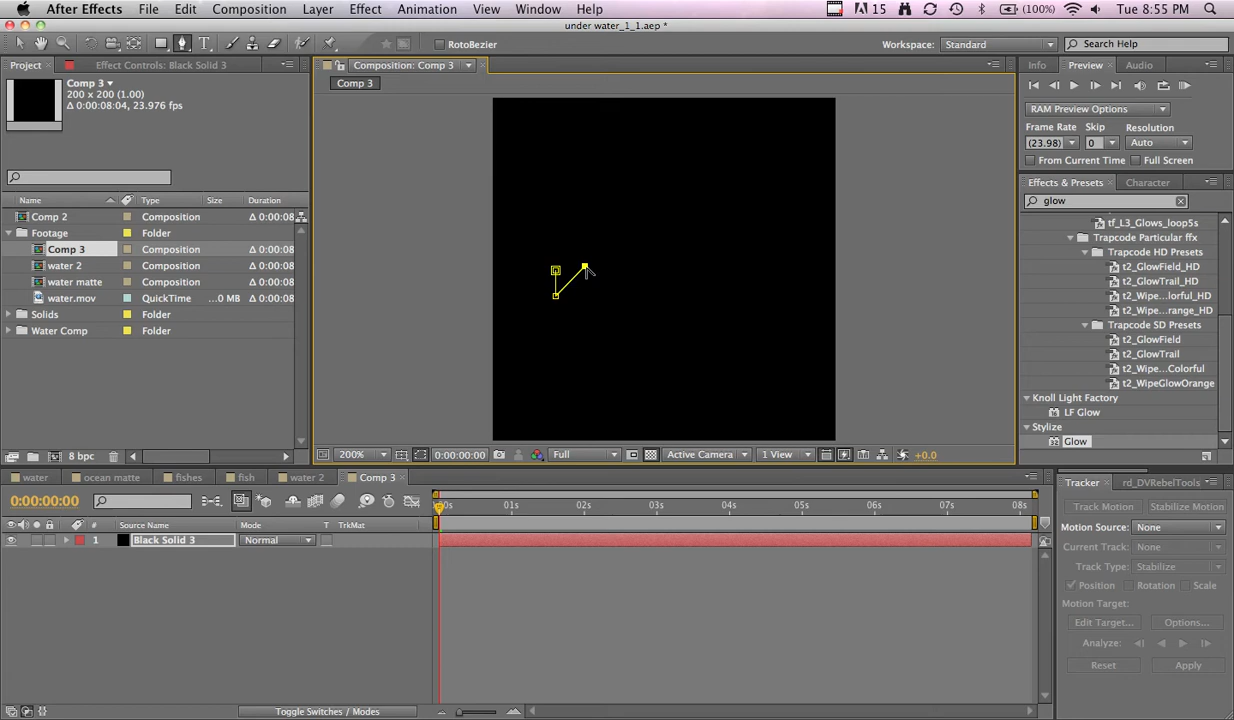 After Effects File Edit Composition Layer Effect Animation View Window Help 15 (100%) Tue 8:55 PM
under water_1_1.aep *
RotoBezier Workspace: Standard Search Help
Project Effect Controls: Black Solid 3 Composition: Comp 3 Info Preview Audio
Comp 3
Comp 3
200 x 200 (1.00)
Δ 0:00:08:04, 23.976 fps
RAM Preview Options
Frame Rate Skip Resolution
(23.98) 0 Auto
From Current Time Full Screen
Effects & Presets Character
glow
Name Type Size Duration
Comp 2 Composition Δ 0:00:08
Footage Folder
Comp 3 Composition Δ 0:00:08
water 2 Composition Δ 0:00:08
water matte Composition Δ 0:00:08
water.mov QuickTime ...0 MB Δ 0:00:08
Solids Folder
Water Comp Folder
tf_L3_Glows_loop5s
Trapcode Particular ffx
Trapcode HD Presets
t2_GlowField_HD
t2_GlowTrail_HD
t2_Wipe...lorful_HD
t2_Wipe...range_HD
Trapcode SD Presets
t2_GlowField
t2_GlowTrail
t2_Wipe...Colorful
t2_WipeGlowOrange
Knoll Light Factory
LF Glow
Stylize
Glow
8 bpc 200% 0:00:00:00 Full Active Camera 1 View +0.0
water ocean matte fishes fish water 2 Comp 3
0:00:00:00
:00s 01s 02s 03s 04s 05s 06s 07s 08s
# Source Name Mode T TrkMat
1 Black Solid 3 Normal
Toggle Switches / Modes
Tracker rd_DVRebelTools
Track Motion Stabilize Motion
Motion Source: None
Current Track: None
Track Type: Stabilize
Position Rotation Scale
Motion Target:
Edit Target... Options...
Analyze:
Reset Apply